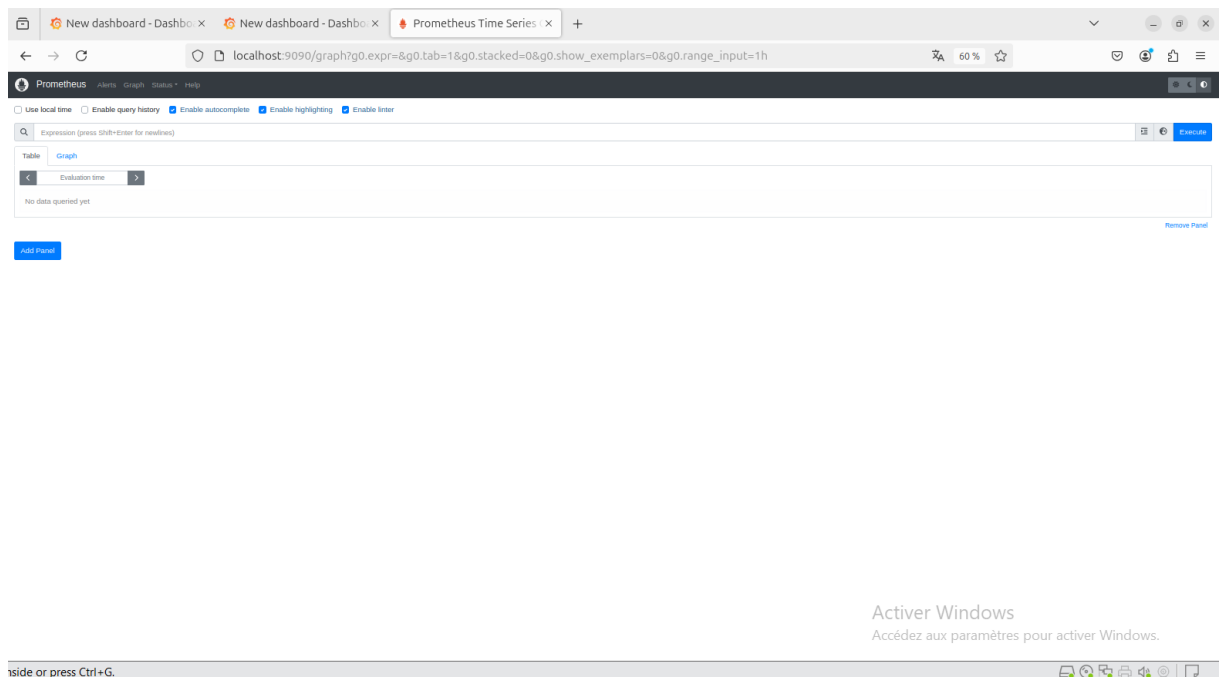 New dashboard - Dashbo
New dashboard - Dashbo
Prometheus Time Series
localhost:9090/graph?g0.expr=&g0.tab=1&g0.stacked=0&g0.show_exemplars=0&g0.range_input=1h
60 %
Prometheus Alerts Graph Status Help
Use local time Enable query history Enable autocomplete Enable highlighting Enable linter
Expression (press Shift+Enter for newlines)
Execute
Table Graph
Evaluation time
No data queried yet
Remove Panel
Add Panel
Activer Windows
Accédez aux paramètres pour activer Windows.
nside or press Ctrl+G.